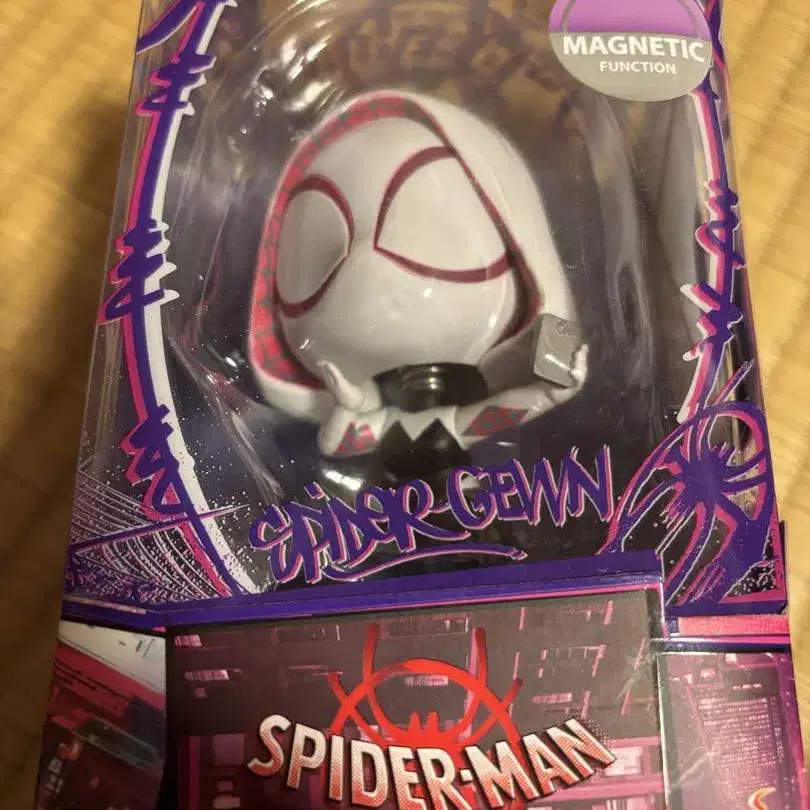 MAGNETIC
FUNCTION
SPIDER-GEWN
SPIDER-MAN